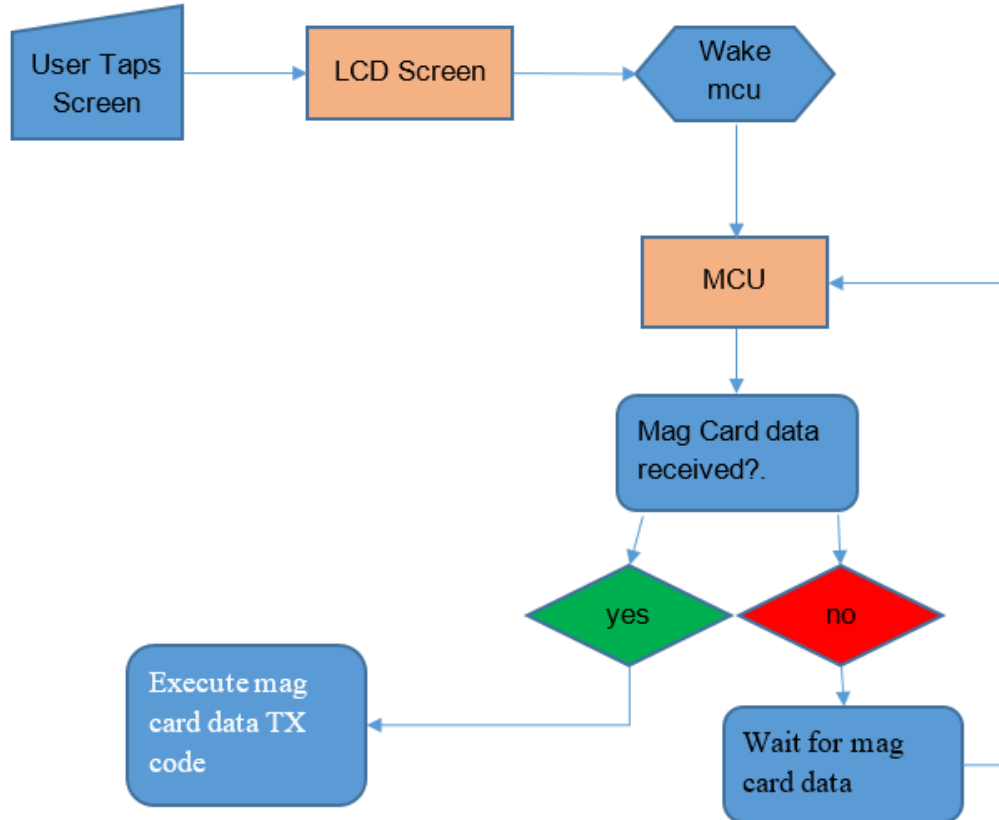 User Taps
Screen
LCD Screen
Wake
mcu
MCU
Mag Card data
received?.
yes
no
Execute mag
card data TX
code
Wait for mag
card data